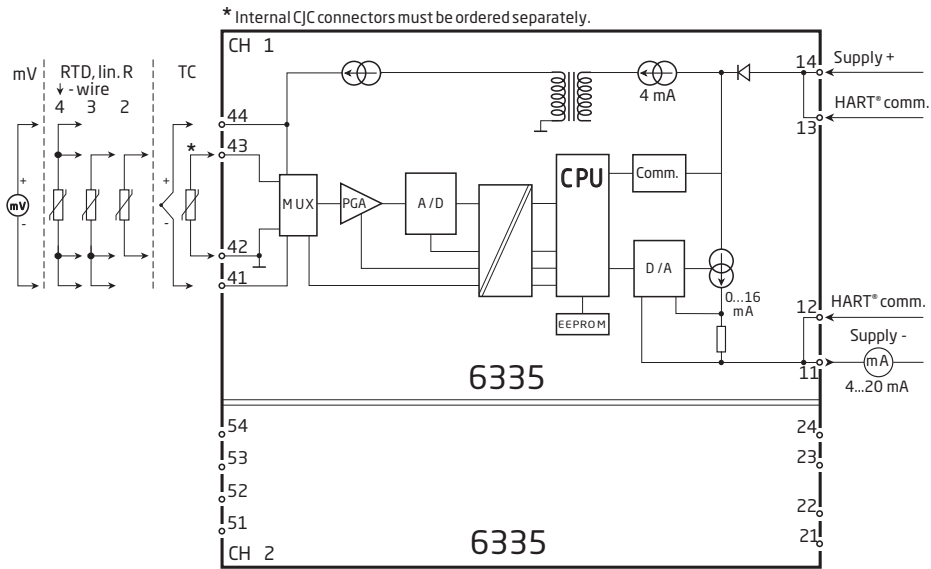 * Internal CJC connectors must be ordered separately.
CH 1
mV
RTD, lin. R
- wire
4 3 2
TC
44
43
*
42
41
+
mV
-
+
-
MUX
PGA
A/D
CPU
Comm.
D/A
EEPROM
4 mA
0...16
mA
14
Supply +
HART® comm.
13
12
HART® comm.
Supply -
11
mA
4...20 mA
6335
54
53
52
51
CH 2
24
23
22
21
6335